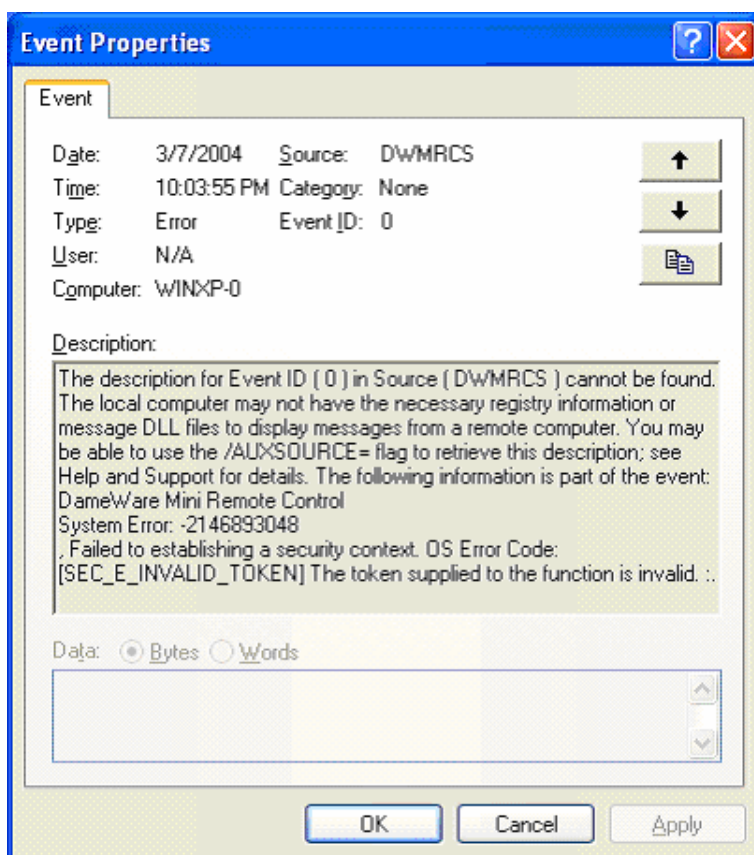 Event Properties
Event
Date: 3/7/2004 Source: DWMRCS
Time: 10:03:55 PM Category: None
Type: Error Event ID: 0
User: N/A
Computer: WINXP-0
Description:
The description for Event ID ( 0 ) in Source ( DWMRCS ) cannot be found.
The local computer may not have the necessary registry information or
message DLL files to display messages from a remote computer. You may
be able to use the /AUXSOURCE= flag to retrieve this description; see
Help and Support for details. The following information is part of the event:
DameWare Mini Remote Control
System Error: -2146893048
, Failed to establishing a security context. OS Error Code:
[SEC_E_INVALID_TOKEN] The token supplied to the function is invalid. :.
Data: Bytes Words
OK Cancel Apply